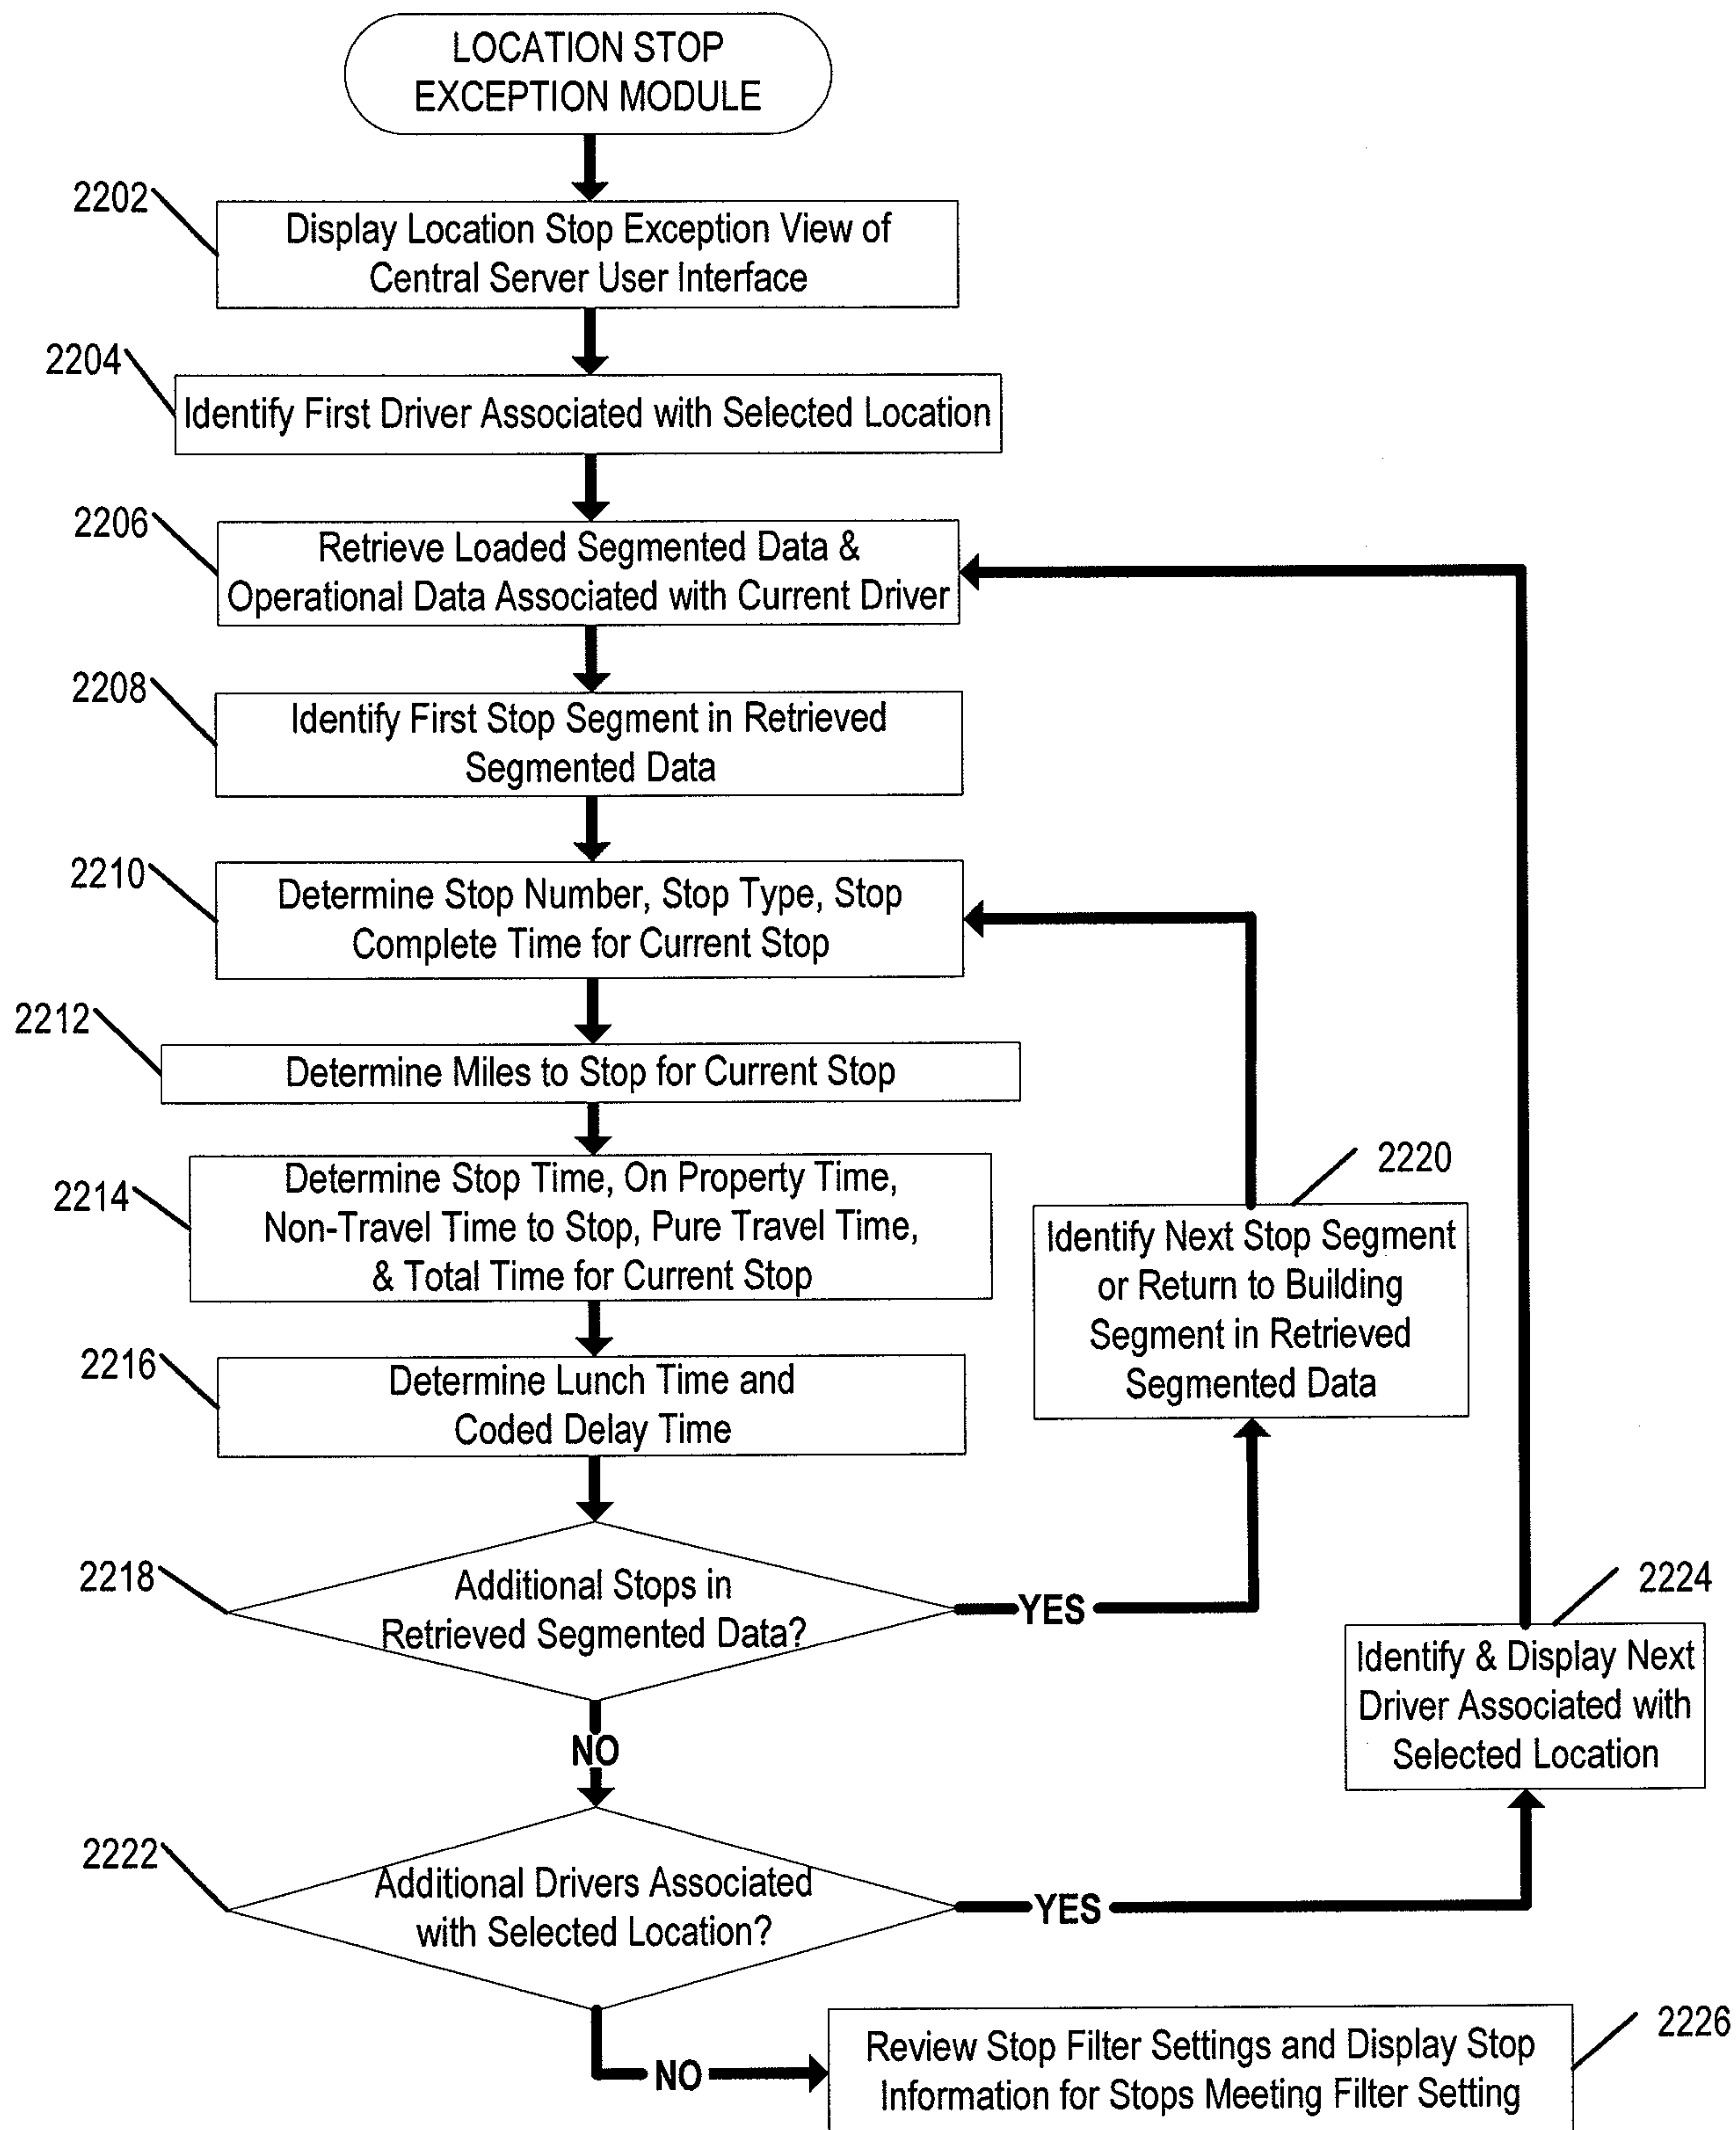 LOCATION STOP
EXCEPTION MODULE
2202
Display Location Stop Exception View of
Central Server User Interface
2204
Identify First Driver Associated with Selected Location
2206
Retrieve Loaded Segmented Data &
Operational Data Associated with Current Driver
2208
Identify First Stop Segment in Retrieved
Segmented Data
2210
Determine Stop Number, Stop Type, Stop
Complete Time for Current Stop
2212
Determine Miles to Stop for Current Stop
2214
Determine Stop Time, On Property Time,
Non-Travel Time to Stop, Pure Travel Time,
& Total Time for Current Stop
2220
Identify Next Stop Segment
or Return to Building
Segment in Retrieved
Segmented Data
2216
Determine Lunch Time and
Coded Delay Time
2218
Additional Stops in
Retrieved Segmented Data?
YES
2224
Identify & Display Next
Driver Associated with
Selected Location
NO
2222
Additional Drivers Associated
with Selected Location?
YES
NO
2226
Review Stop Filter Settings and Display Stop
Information for Stops Meeting Filter Setting